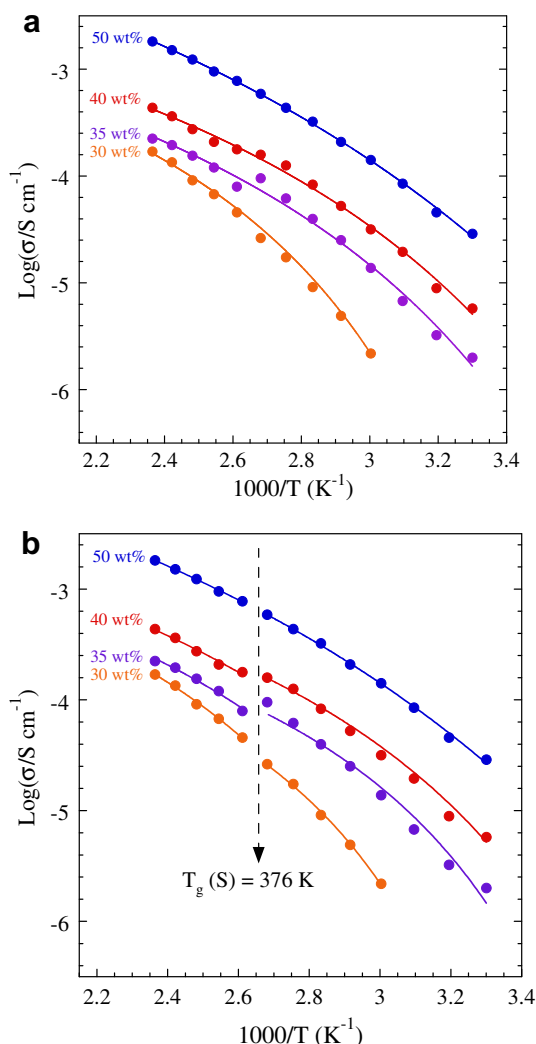 a
50 wt%
-3
40 wt%
35 wt%
30 wt%
-4
-5
-6
Log(σ/S cm⁻¹)
2.2 2.4 2.6 2.8 3 3.2 3.4
1000/T (K⁻¹)
b
50 wt%
-3
40 wt%
35 wt%
30 wt%
-4
-5
-6
Log(σ/S cm⁻¹)
T_g (S) = 376 K
2.2 2.4 2.6 2.8 3 3.2 3.4
1000/T (K⁻¹)